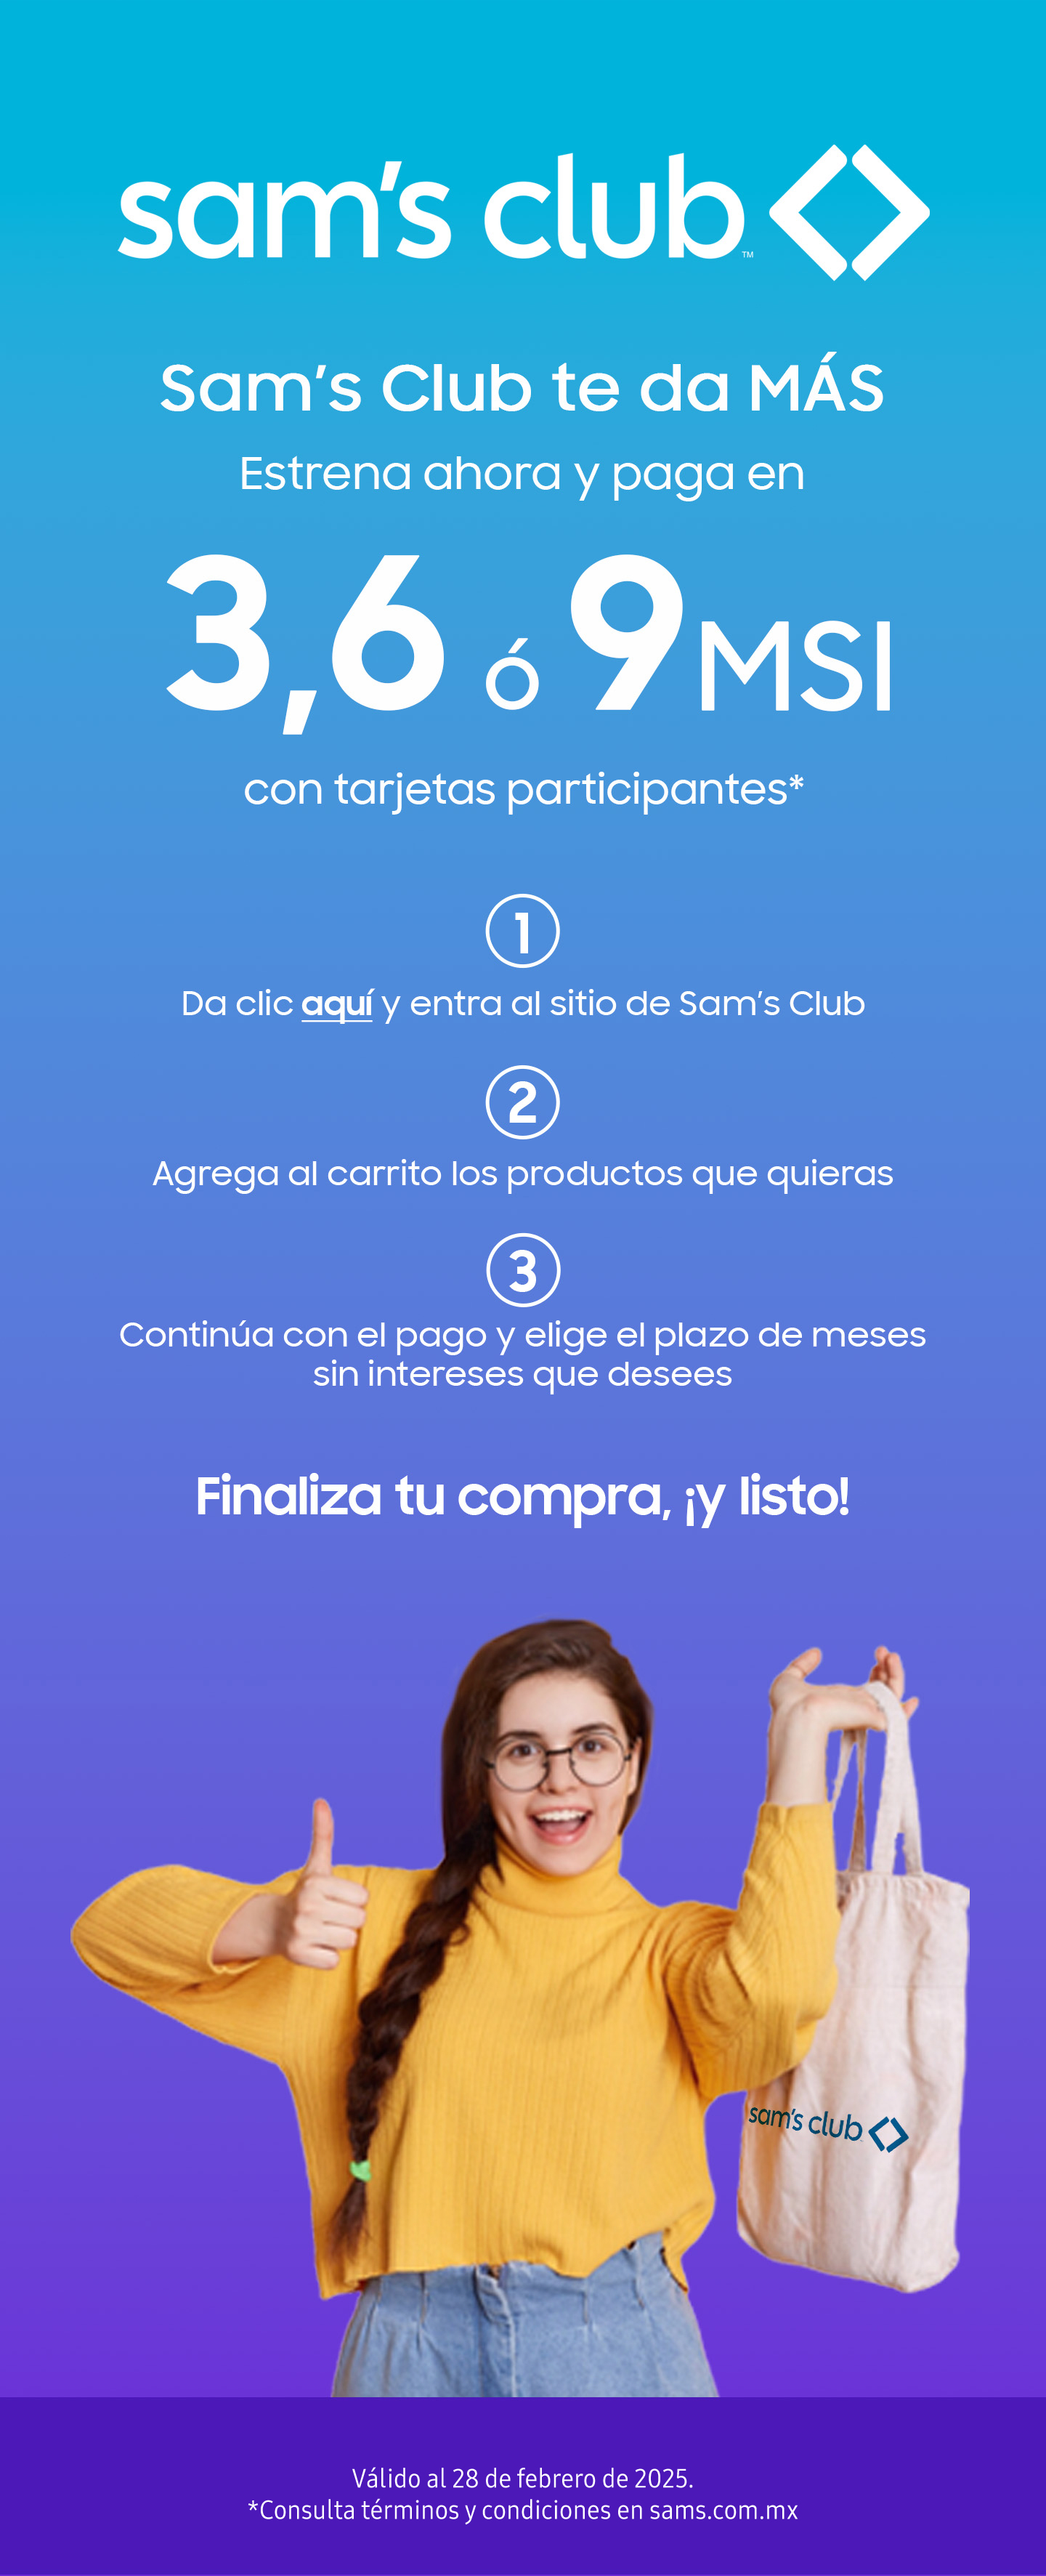 sam's club™
Sam's Club te da MÁS
Estrena ahora y paga en
3,6 ó 9 MSI
con tarjetas participantes*
1
Da clic aquí y entra al sitio de Sam's Club
2
Agrega al carrito los productos que quieras
3
Continúa con el pago y elige el plazo de meses
sin intereses que desees
Finaliza tu compra, ¡y listo!
sam's club
Válido al 28 de febrero de 2025.
*Consulta términos y condiciones en sams.com.mx